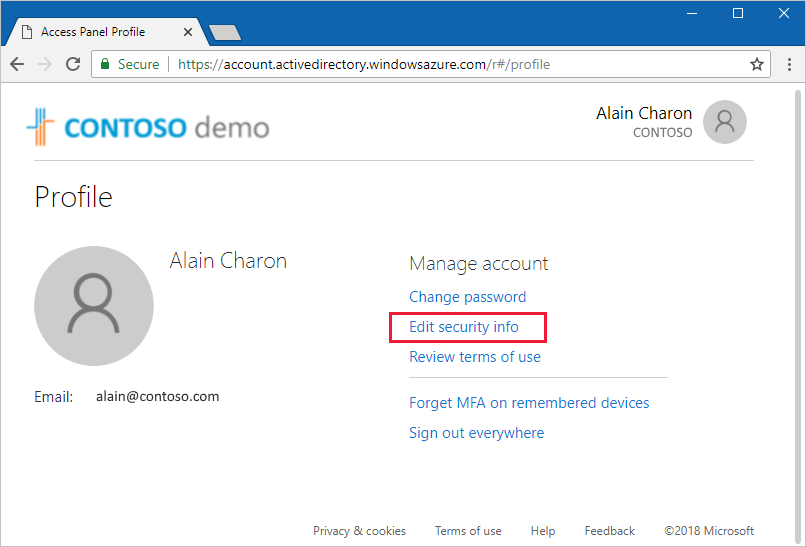 Access Panel Profile
Secure
https://account.activedirectory.windowsazure.com/r#/profile
CONTOSO demo
Alain Charon
CONTOSO
Profile
Alain Charon
Email: alain@contoso.com
Manage account
Change password
Edit security info
Review terms of use
Forget MFA on remembered devices
Sign out everywhere
Privacy & cookies Terms of use Help Feedback ©2018 Microsoft